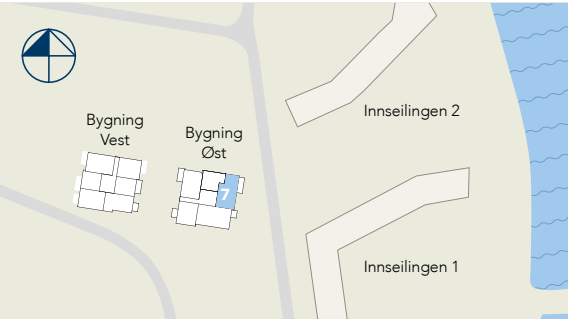 Innseilingen 2
Bygning
Vest
Bygning
Øst
7
Innseilingen 1